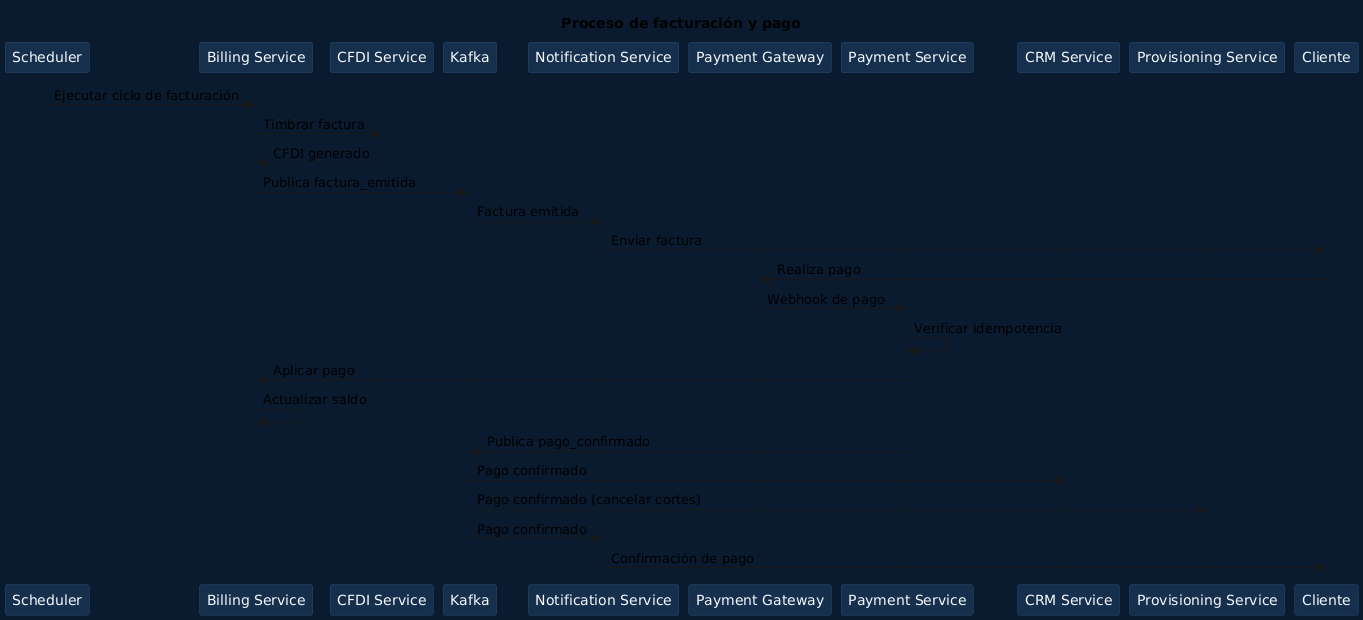 Proceso de facturación y pago
Scheduler Billing Service CFDI Service Kafka Notification Service Payment Gateway Payment Service CRM Service Provisioning Service Cliente
Ejecutar ciclo de facturación
Timbrar factura
CFDI generado
Publica factura_emitida
Factura emitida
Enviar factura
Realiza pago
Webhook de pago
Verificar idempotencia
Aplicar pago
Actualizar saldo
Publica pago_confirmado
Pago confirmado
Pago confirmado (cancelar cortes)
Pago confirmado
Confirmación de pago
Scheduler Billing Service CFDI Service Kafka Notification Service Payment Gateway Payment Service CRM Service Provisioning Service Cliente